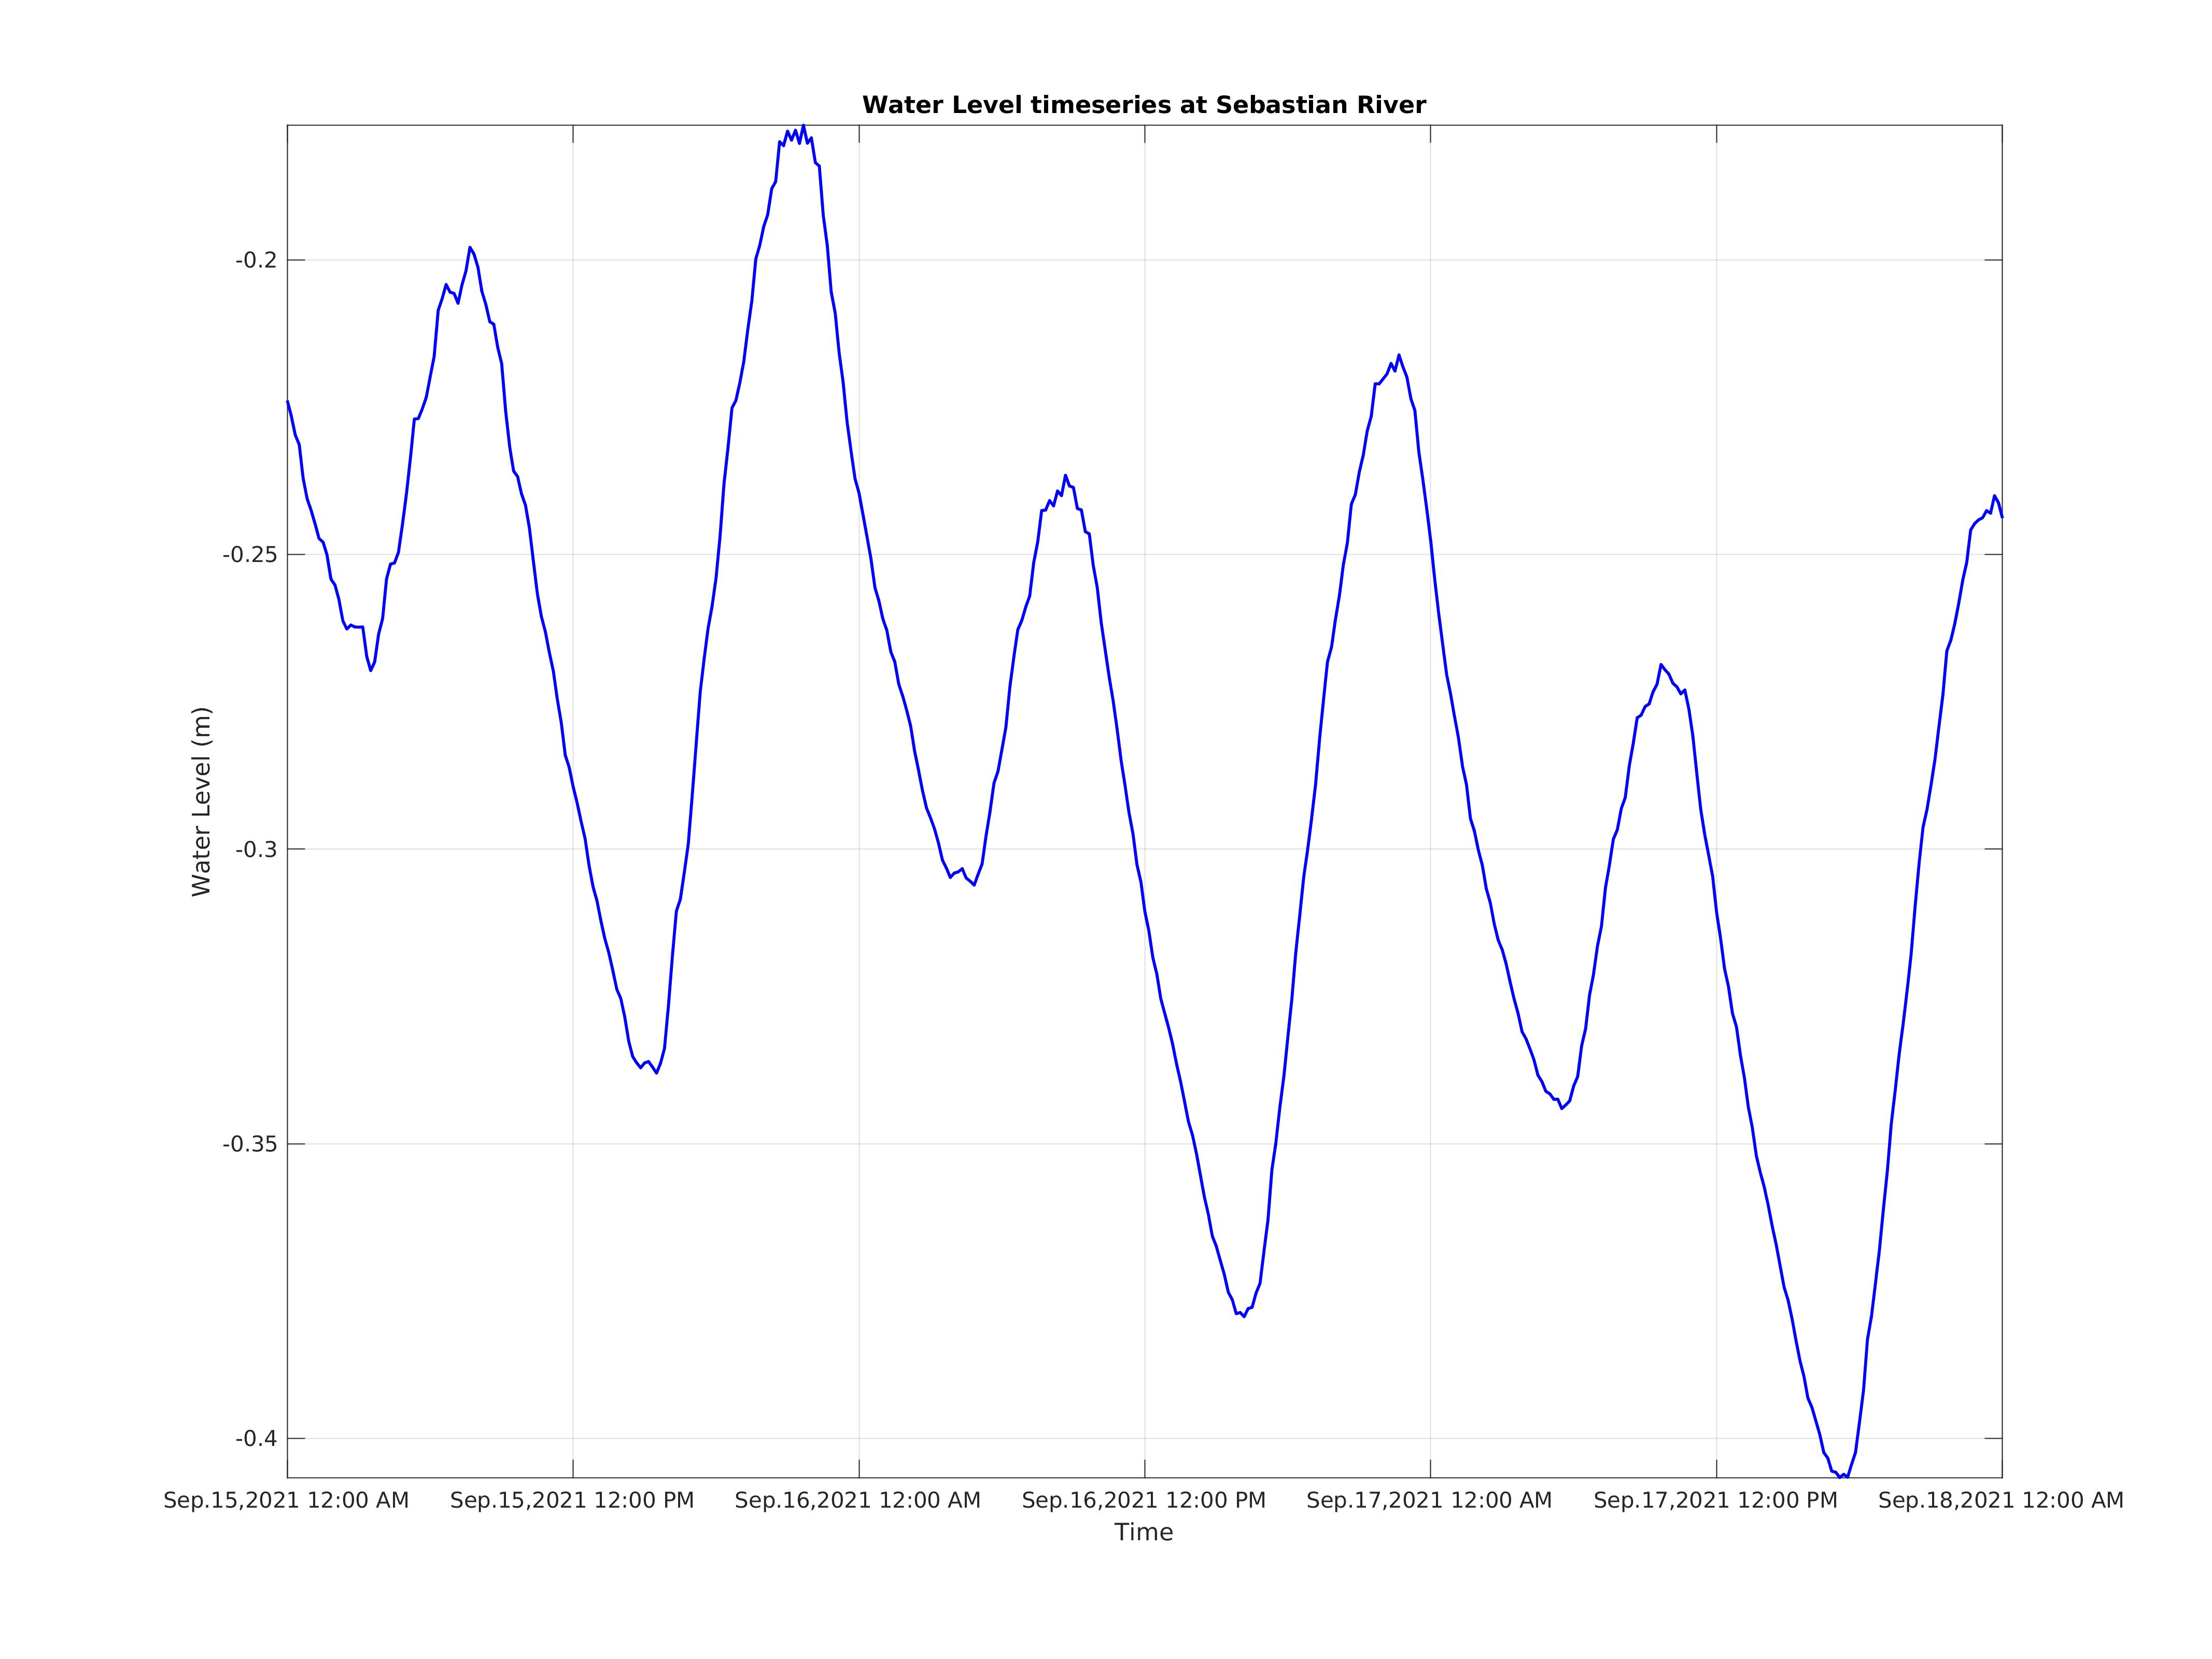 Water Level timeseries at Sebastian River
-0.2
-0.25
-0.3
-0.35
-0.4
Water Level (m)
Sep.15,2021 12:00 AM Sep.15,2021 12:00 PM Sep.16,2021 12:00 AM Sep.16,2021 12:00 PM Sep.17,2021 12:00 AM Sep.17,2021 12:00 PM Sep.18,2021 12:00 AM
Time